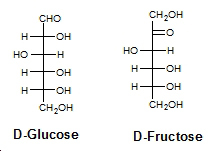 CHO
H OH
HO H
H OH
H OH
CH₂OH
D-Glucose
CH₂OH
O
HO H
H OH
H OH
CH₂OH
D-Fructose